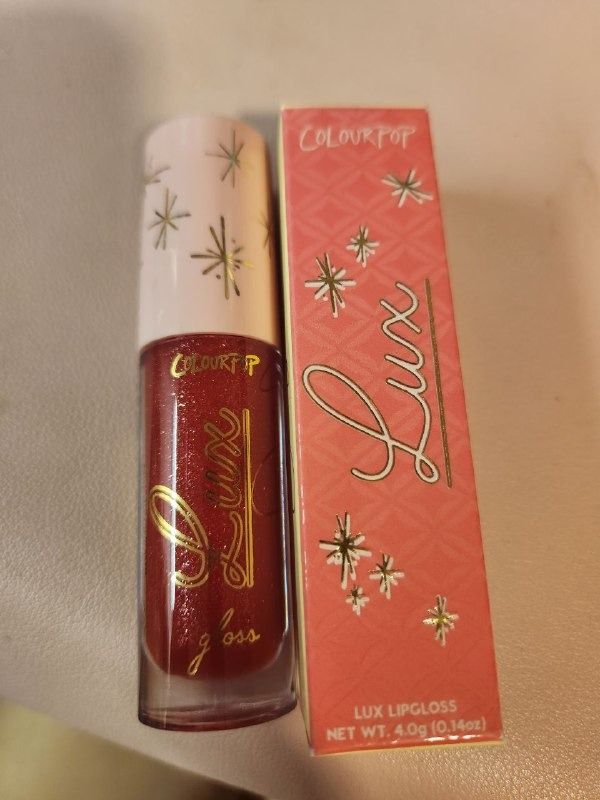 COLOURPOP
Lux
gloss
COLOURPOP
Lux
LUX LIPGLOSS
NET WT. 4.0g (0.14oz)